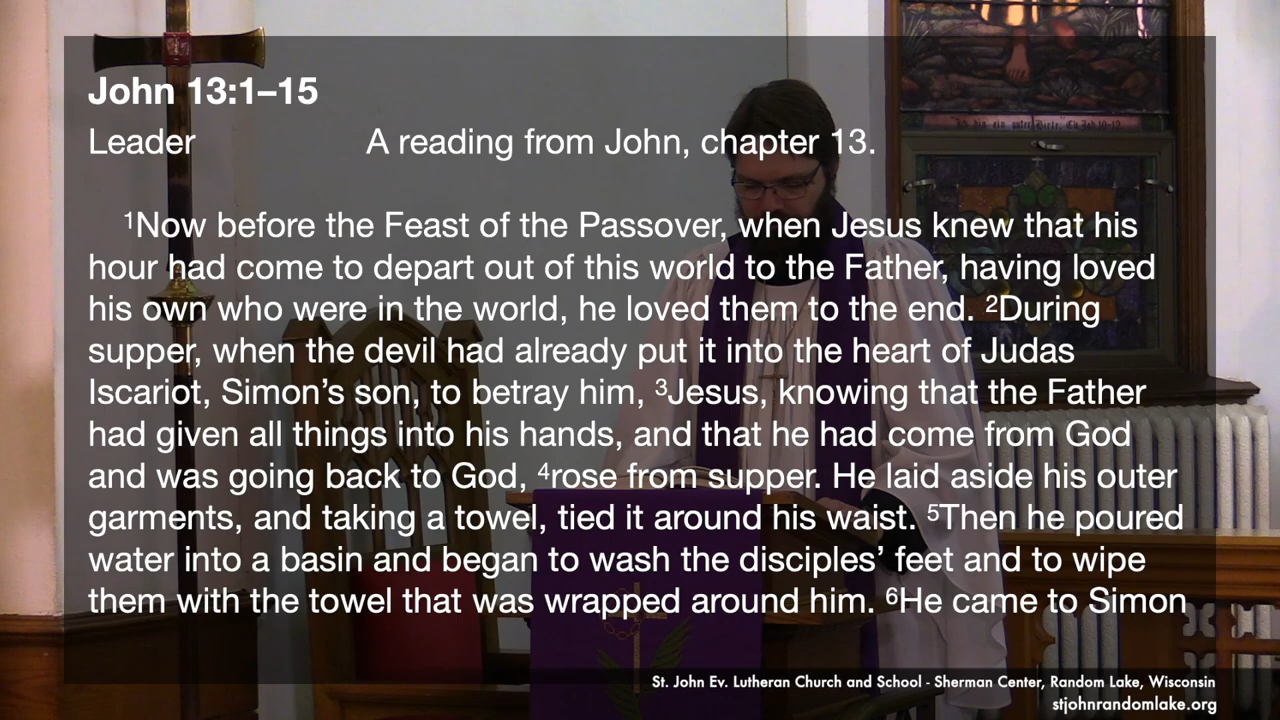 John 13:1–15
Leader A reading from John, chapter 13.
¹Now before the Feast of the Passover, when Jesus knew that his
hour had come to depart out of this world to the Father, having loved
his own who were in the world, he loved them to the end. ²During
supper, when the devil had already put it into the heart of Judas
Iscariot, Simon’s son, to betray him, ³Jesus, knowing that the Father
had given all things into his hands, and that he had come from God
and was going back to God, ⁴rose from supper. He laid aside his outer
garments, and taking a towel, tied it around his waist. ⁵Then he poured
water into a basin and began to wash the disciples’ feet and to wipe
them with the towel that was wrapped around him. ⁶He came to Simon
St. John Ev. Lutheran Church and School - Sherman Center, Random Lake, Wisconsin
stjohnrandomlake.org